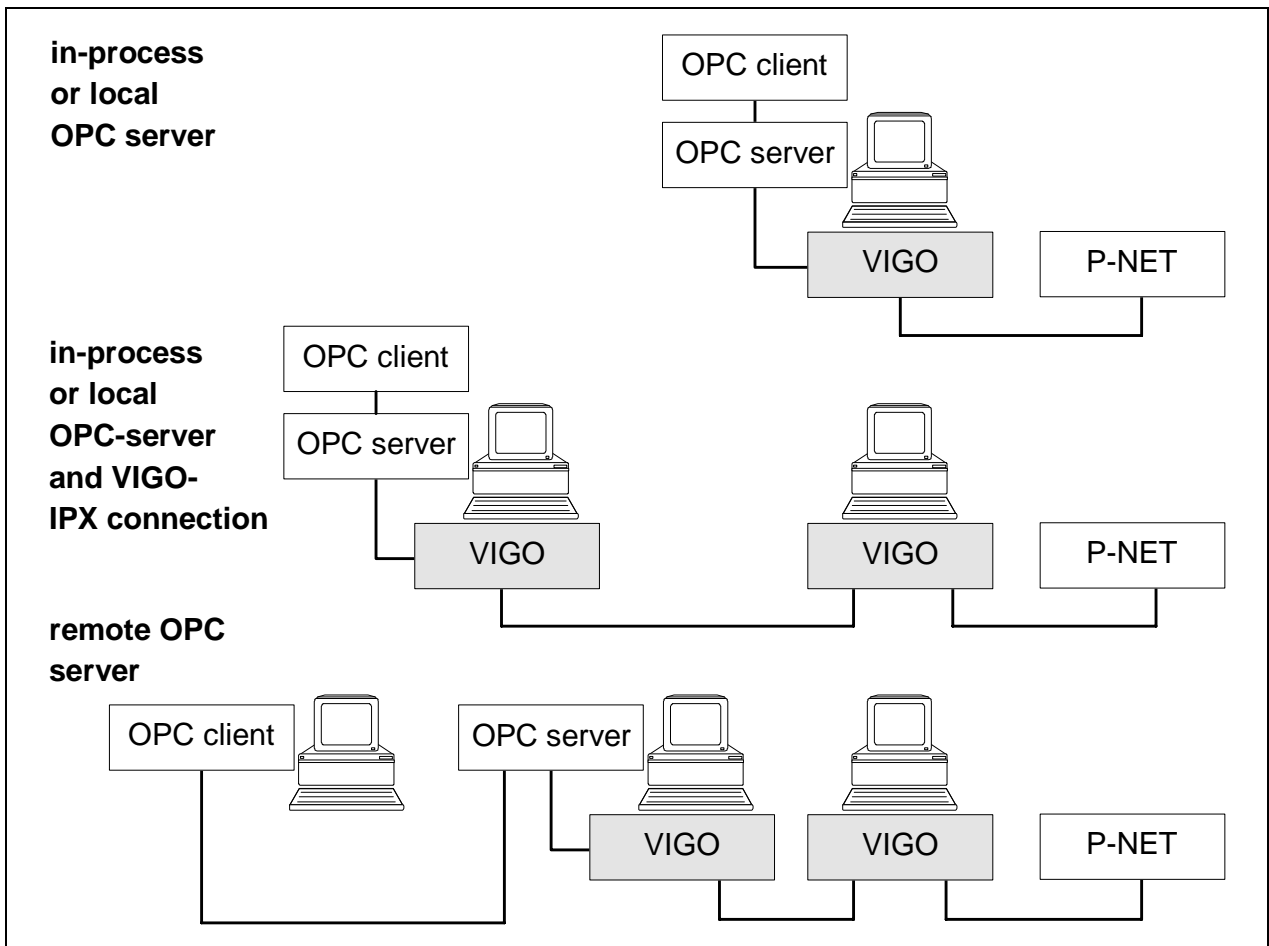 in-process
or local
OPC server
OPC client
OPC server
VIGO
P-NET
in-process
or local
OPC-server
and VIGO-
IPX connection
OPC client
OPC server
VIGO
VIGO
P-NET
remote OPC
server
OPC client
OPC server
VIGO
VIGO
P-NET